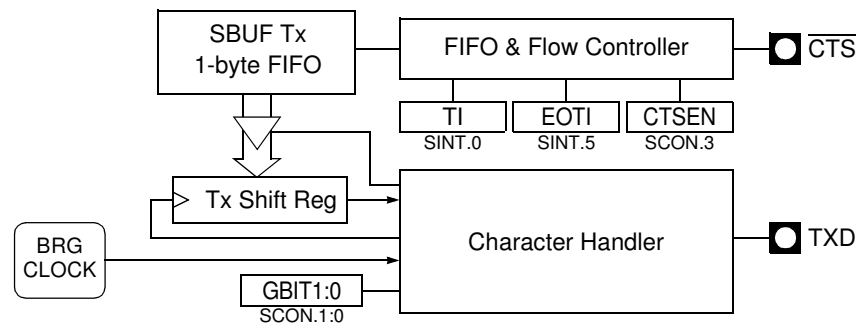 SBUF Tx
1-byte FIFO
FIFO & Flow Controller
CTS
TI
EOTI
CTSEN
SINT.0
SINT.5
SCON.3
Tx Shift Reg
Character Handler
TXD
BRG
CLOCK
GBIT1:0
SCON.1:0